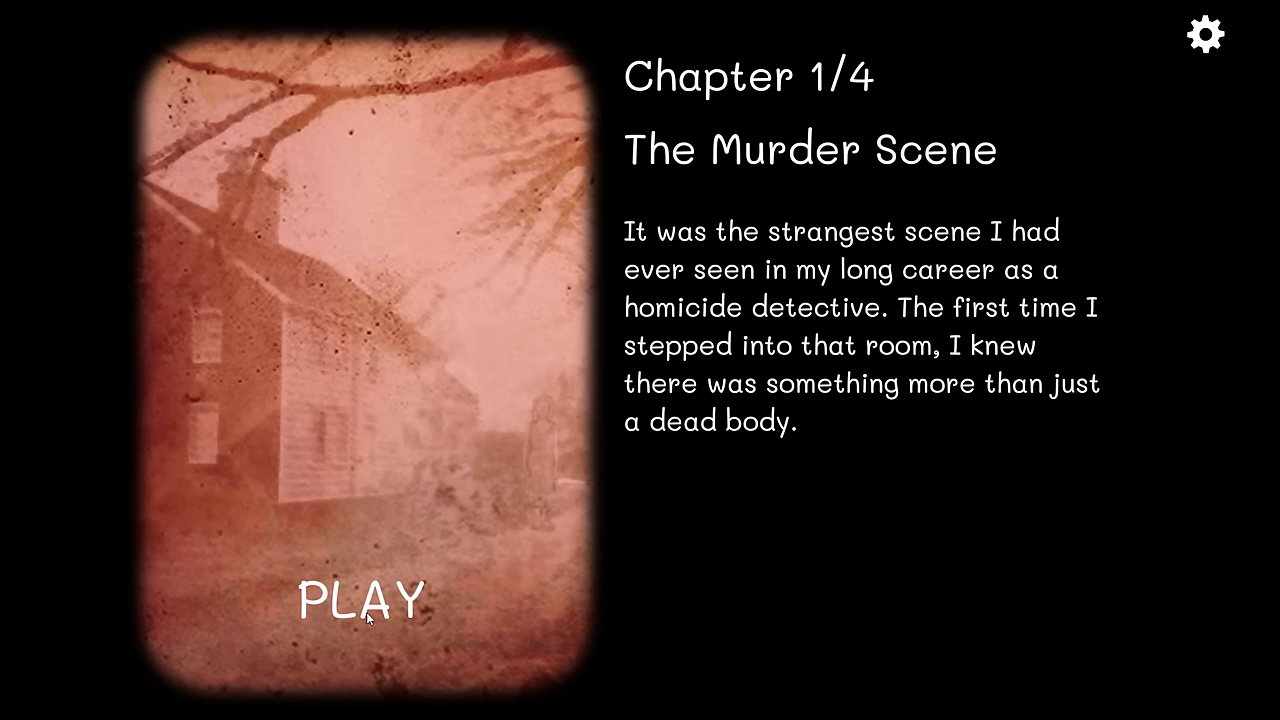 Chapter 1/4
The Murder Scene
It was the strangest scene I had
ever seen in my long career as a
homicide detective. The first time I
stepped into that room, I knew
there was something more than just
a dead body.
PLAY